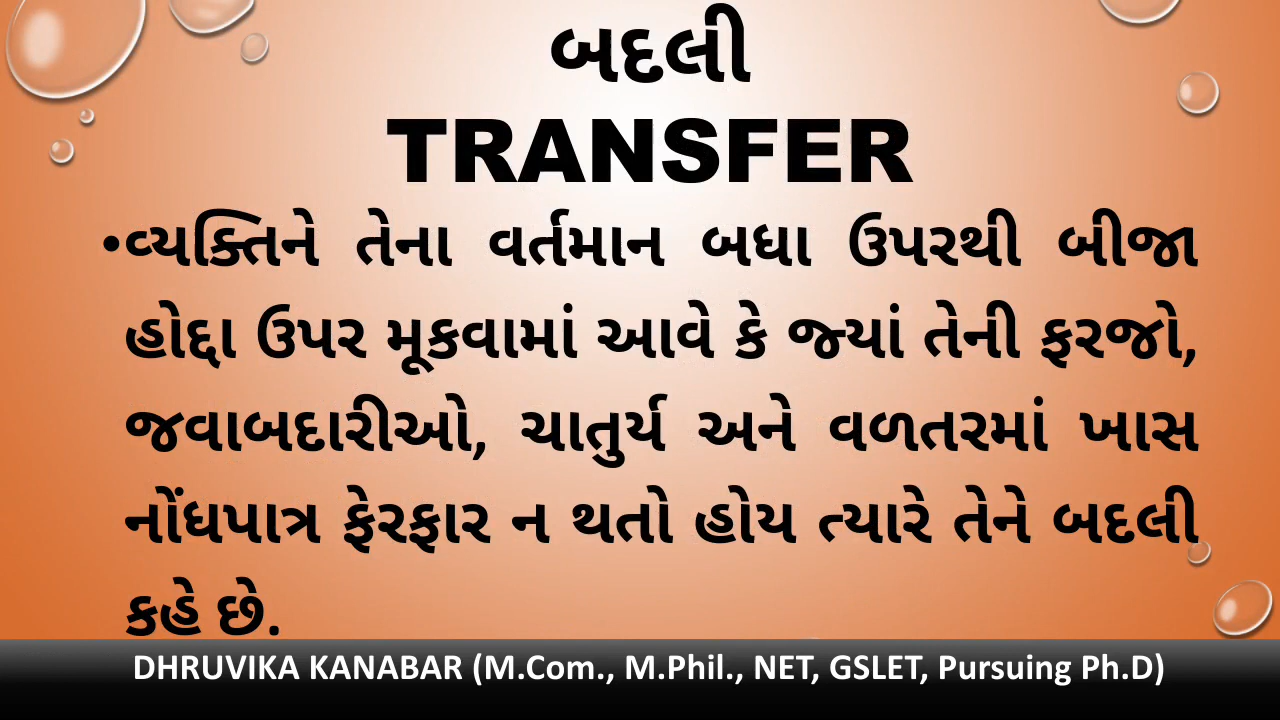 બદલી
TRANSFER
•વ્યક્તિને તેના વર્તમાન બધા ઉપરથી બીજા
હોદ્દા ઉપર મૂકવામાં આવે કે જ્યાં તેની ફરજો,
જવાબદારીઓ, ચાતુર્ય અને વળતરમાં ખાસ
નોંધપાત્ર ફેરફાર ન થતો હોય ત્યારે તેને બદલી
કહે છે.
DHRUVIKA KANABAR (M.Com., M.Phil., NET, GSLET, Pursuing Ph.D)